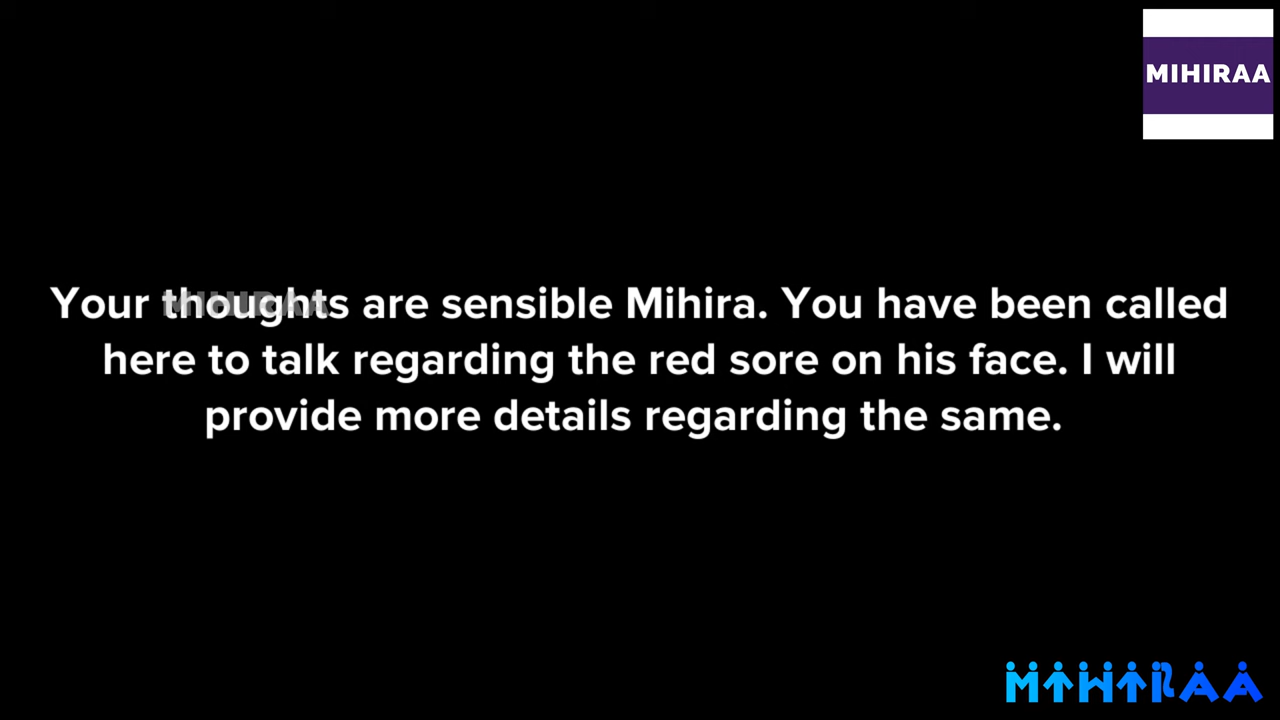 MIHIRAA
Your thoughts are sensible Mihira. You have been called
MIHIRAA
here to talk regarding the red sore on his face. I will
provide more details regarding the same.
MIHIRAA